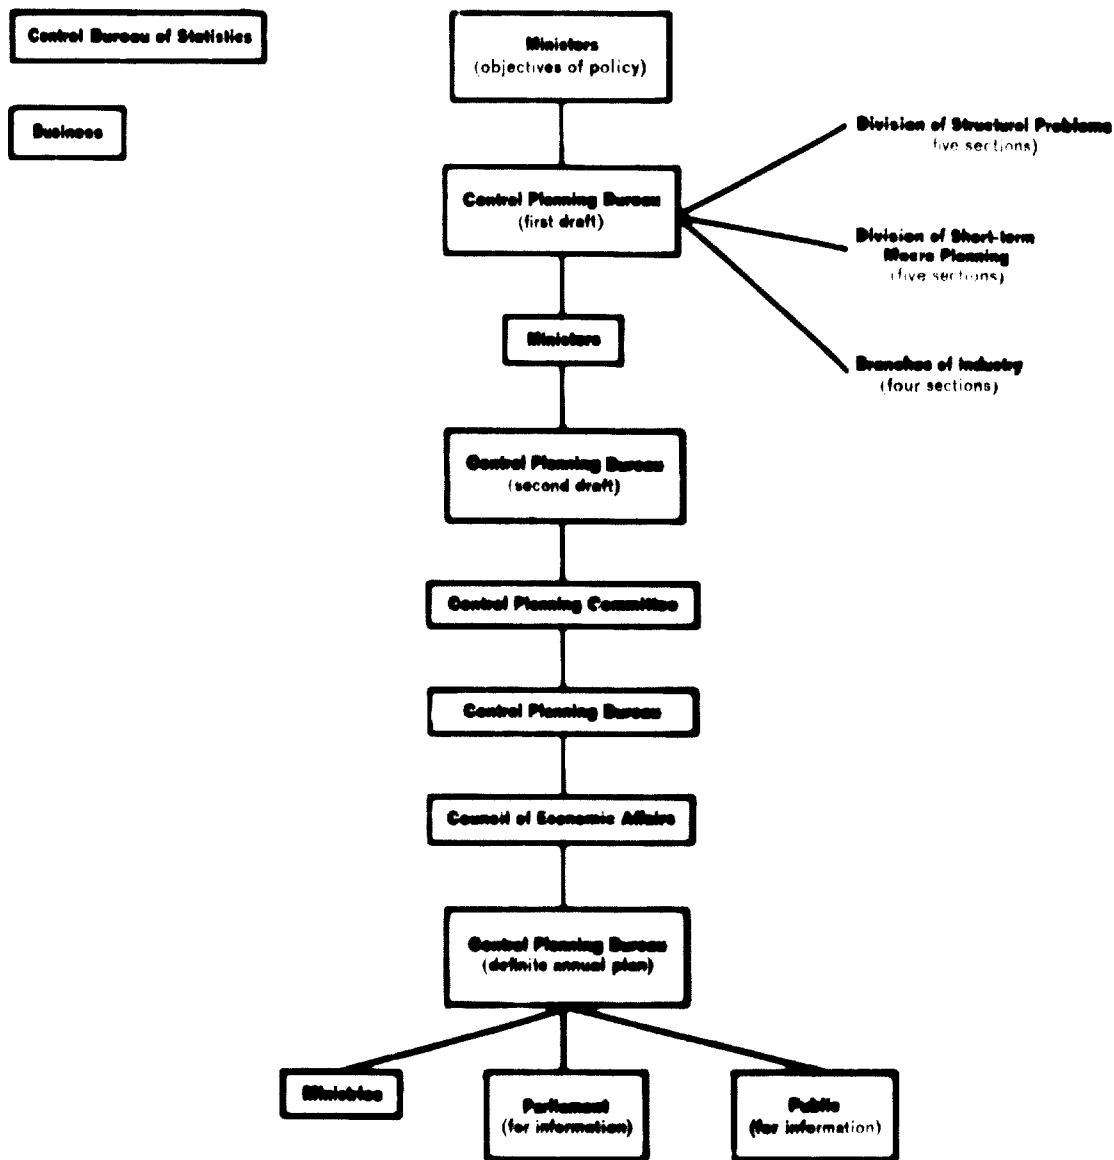 Central Bureau of Statistics
Ministers
(objectives of policy)
Business
Division of Structural Problems
five sections)
Central Planning Bureau
(first draft)
Division of Short-term
Macro Planning
(five sections)
Ministers
Branches of Industry
(four sections)
Central Planning Bureau
(second draft)
Central Planning Committee
Central Planning Bureau
Council of Economic Affairs
Central Planning Bureau
(definite annual plan)
Ministries
Parliament
(for information)
Public
(for information)